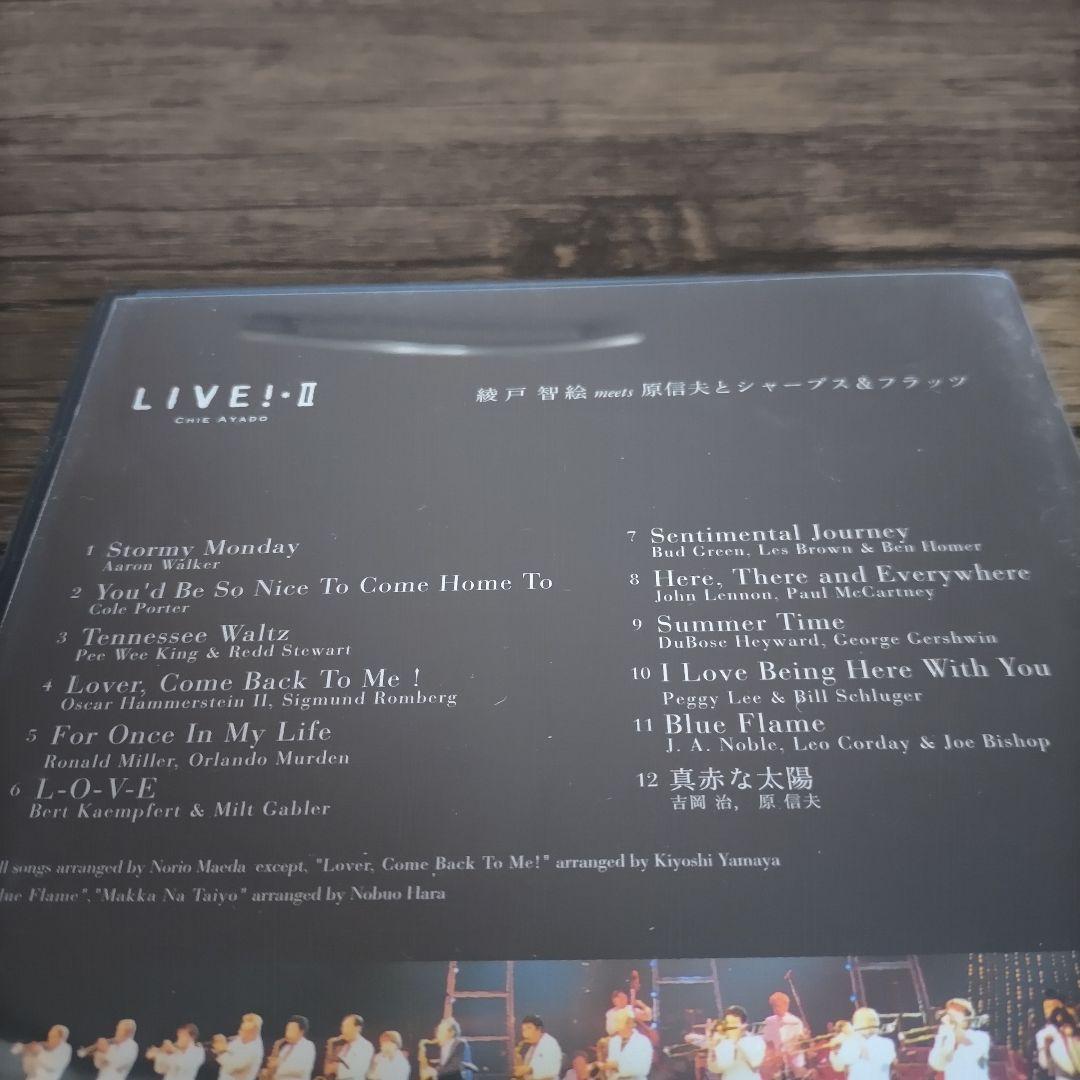 LIVE!・II
CHIE AYADO
綾戸 智絵 meets 原信夫とシャープス&フラッツ
1 Stormy Monday
Aaron Walker
2 You'd Be So Nice To Come Home To
Cole Porter
3 Tennessee Waltz
Pee Wee King & Redd Stewart
4 Lover, Come Back To Me !
Oscar Hammerstein II, Sigmund Romberg
5 For Once In My Life
Ronald Miller, Orlando Murden
6 L-O-V-E
Bert Kaempfert & Milt Gabler
7 Sentimental Journey
Bud Green, Les Brown & Ben Homer
8 Here, There and Everywhere
John Lennon, Paul McCartney
9 Summer Time
DuBose Heyward, George Gershwin
10 I Love Being Here With You
Peggy Lee & Bill Schluger
11 Blue Flame
J. A. Noble, Leo Corday & Joe Bishop
12 真赤な太陽
吉岡 治, 原 信夫
ll songs arranged by Norio Maeda except, "Lover, Come Back To Me!" arranged by Kiyoshi Yamaya
lue Flame", "Makka Na Taiyo" arranged by Nobuo Hara